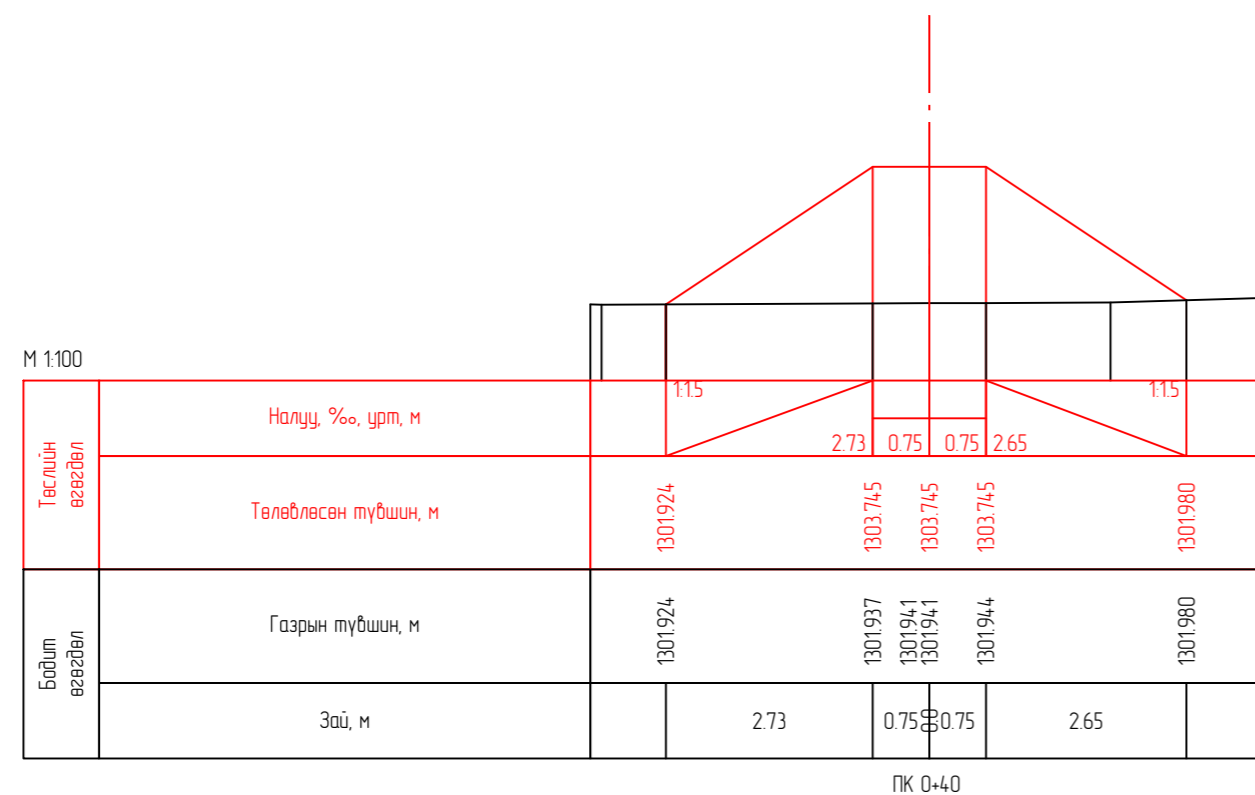 М 1:100
Төслийн
өгөгдөл
Налуу, ‰, урт, м
1:1.5 1:1.5
2.73 0.75 0.75 2.65
Төлөвлөсөн түвшин, м
1301.924 1303.745 1303.745 1303.745 1301.980
Бодит
өгөгдөл
Газрын түвшин, м
1301.924 1301.937 1301.941 1301.941 1301.944 1301.980
Зай, м
2.73 0.75 0.0 0.75 2.65
ПК 0+40